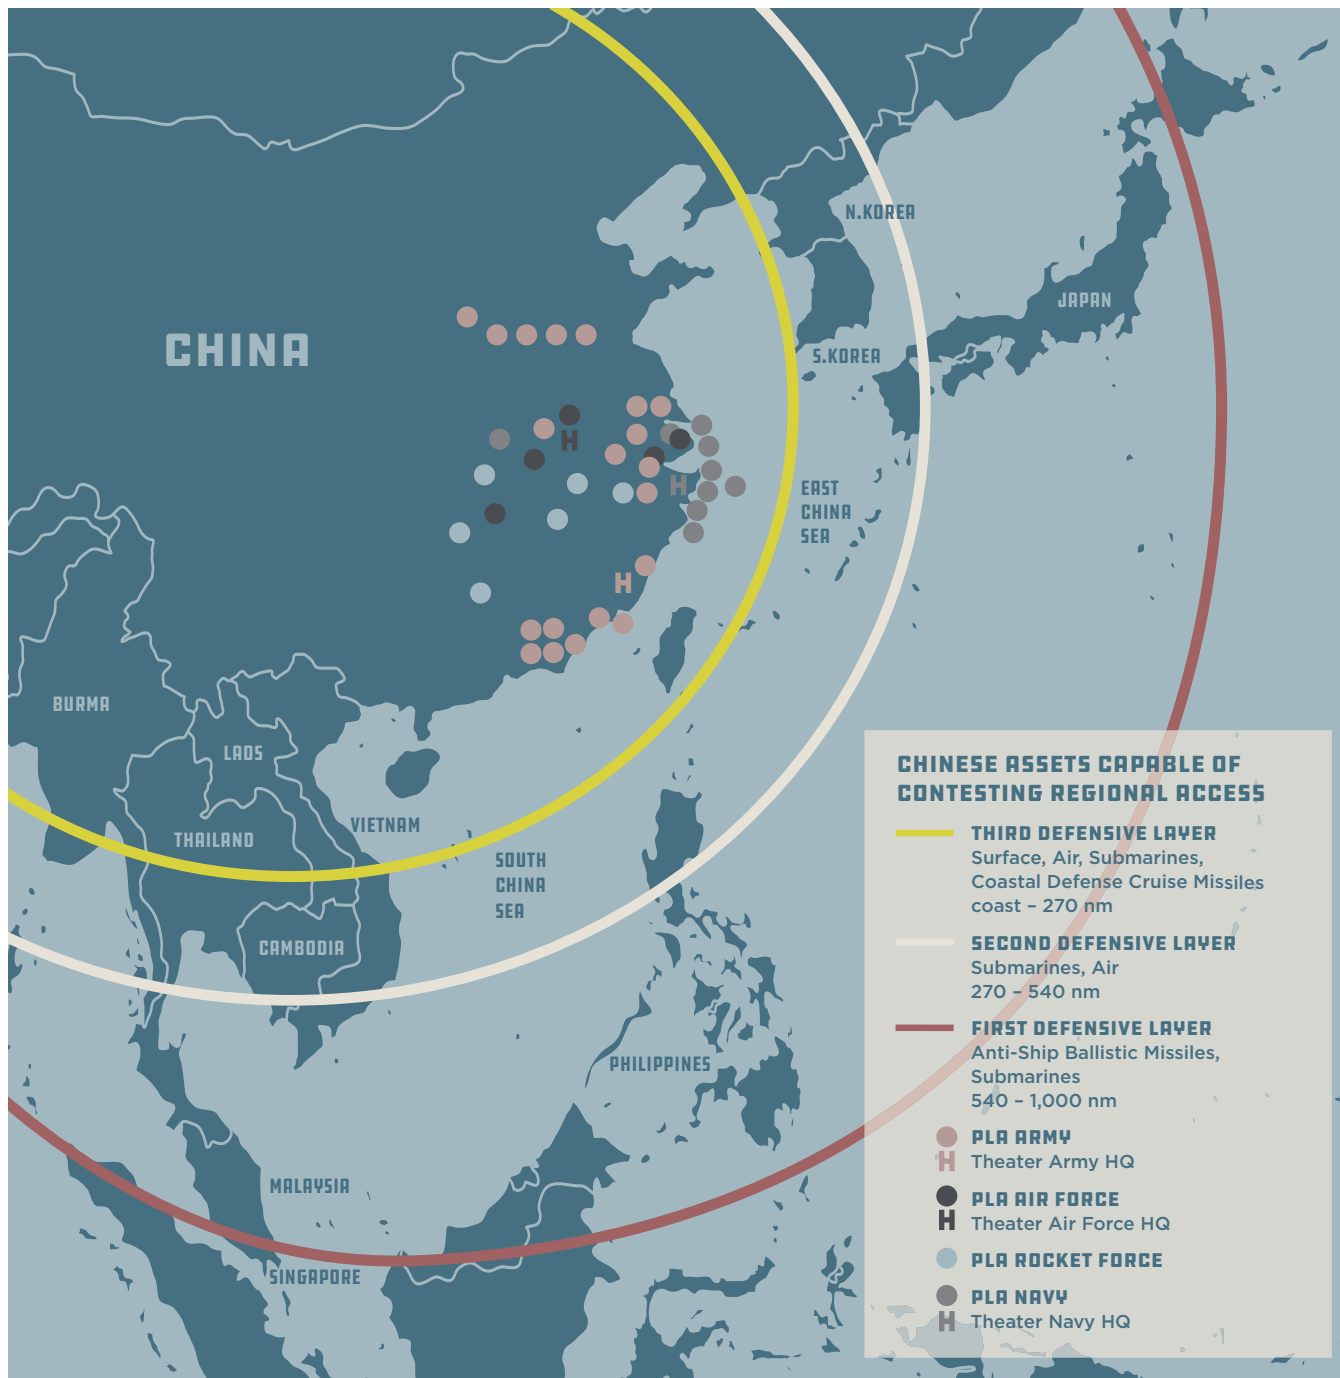 N.KOREA
JAPAN
CHINA
S.KOREA
H
H
EAST
CHINA
SEA
H
BURMA
LAOS
VIETNAM
THAILAND
SOUTH
CHINA
SEA
CAMBODIA
PHILIPPINES
MALAYSIA
SINGAPORE
CHINESE ASSETS CAPABLE OF
CONTESTING REGIONAL ACCESS
THIRD DEFENSIVE LAYER
Surface, Air, Submarines,
Coastal Defense Cruise Missiles
coast – 270 nm
SECOND DEFENSIVE LAYER
Submarines, Air
270 – 540 nm
FIRST DEFENSIVE LAYER
Anti-Ship Ballistic Missiles,
Submarines
540 – 1,000 nm
PLA ARMY
H Theater Army HQ
PLA AIR FORCE
H Theater Air Force HQ
PLA ROCKET FORCE
PLA NAVY
H Theater Navy HQ